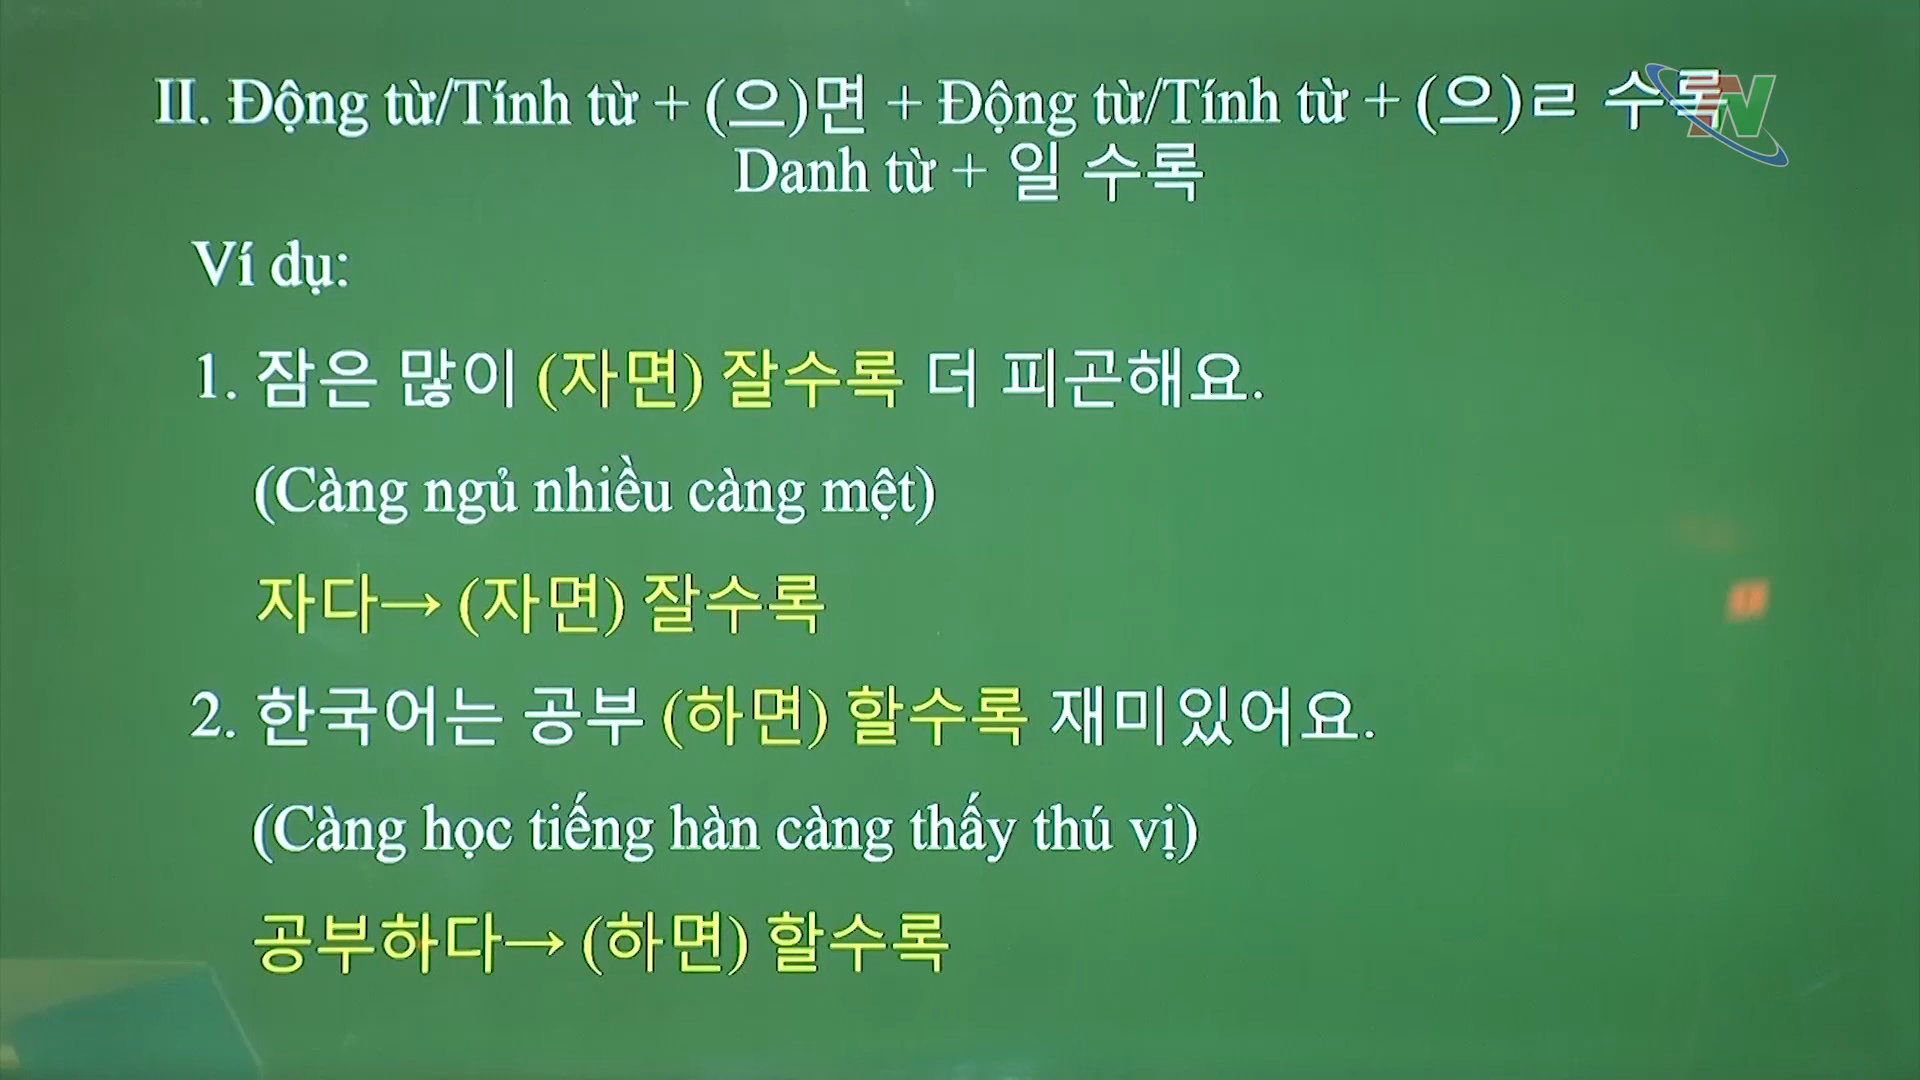 II. Động từ/Tính từ + (으)면 + Động từ/Tính từ + (으)ㄹ 수록
Danh từ + 일 수록
Ví dụ:
1. 잠은 많이 (자면) 잘수록 더 피곤해요.
(Càng ngủ nhiều càng mệt)
자다→ (자면) 잘수록
2. 한국어는 공부 (하면) 할수록 재미있어요.
(Càng học tiếng hàn càng thấy thú vị)
공부하다→ (하면) 할수록